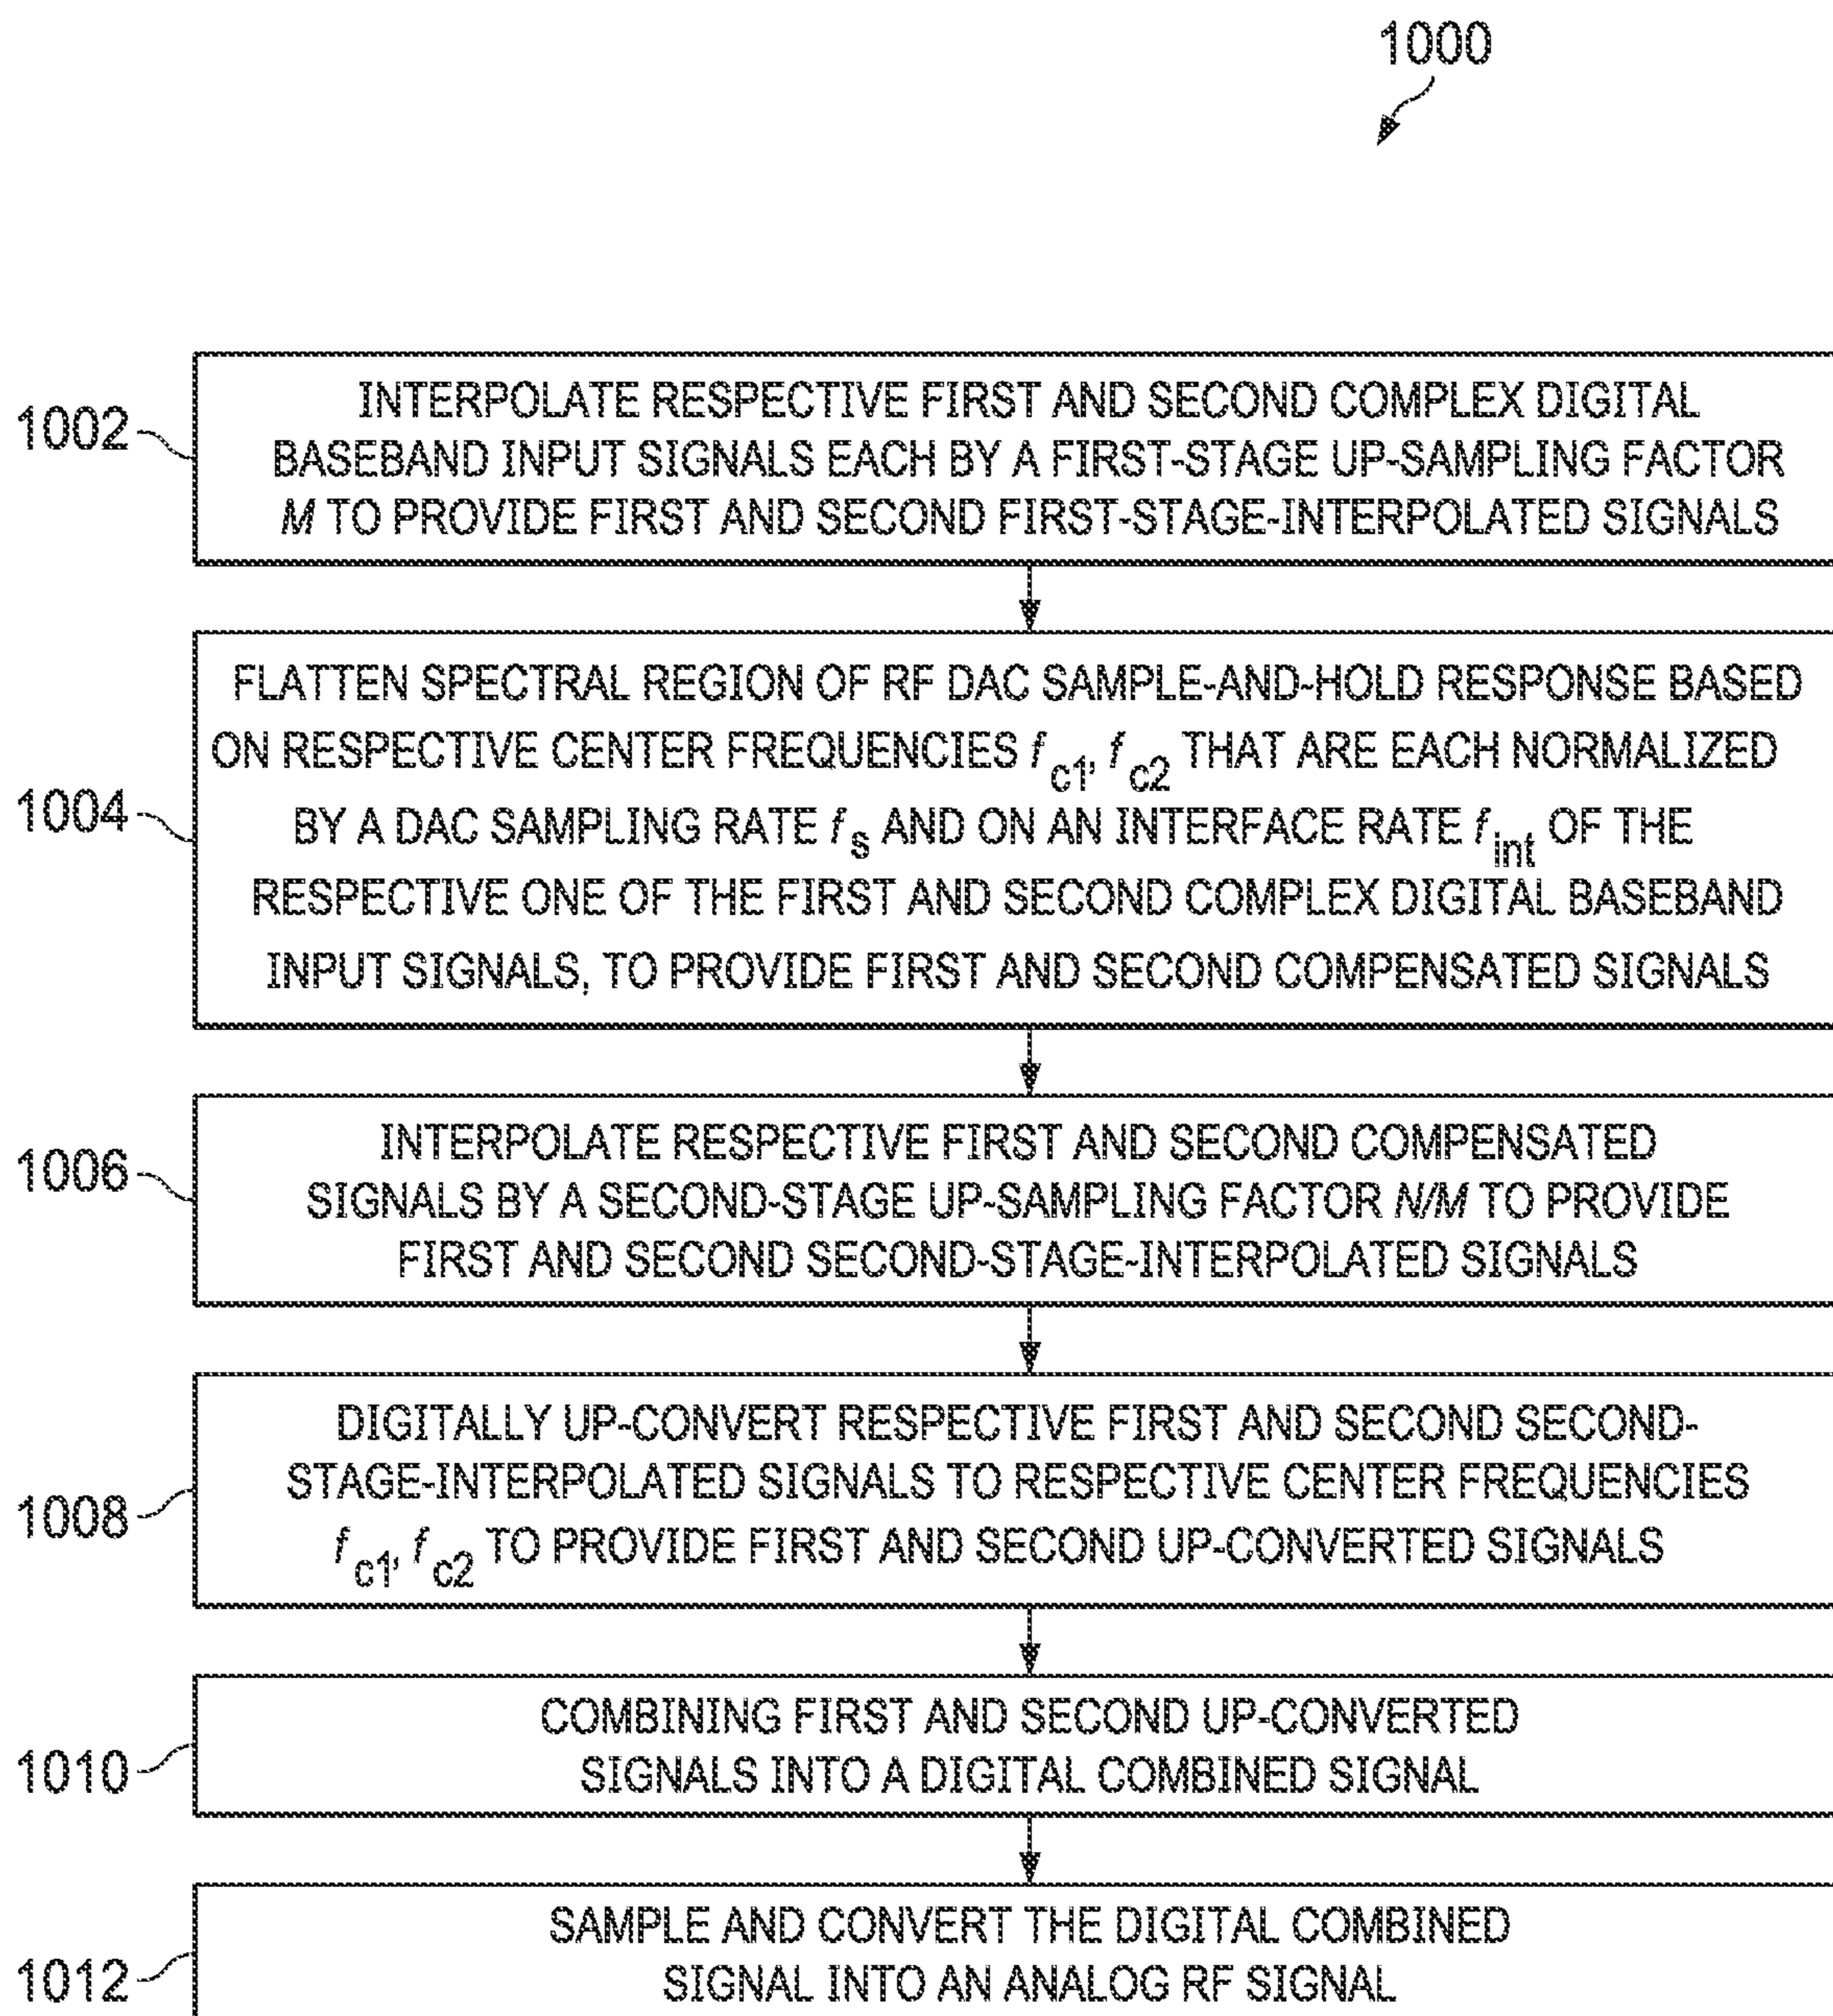 1000
1002
INTERPOLATE RESPECTIVE FIRST AND SECOND COMPLEX DIGITAL
BASEBAND INPUT SIGNALS EACH BY A FIRST-STAGE UP-SAMPLING FACTOR
M TO PROVIDE FIRST AND SECOND FIRST-STAGE-INTERPOLATED SIGNALS
1004
FLATTEN SPECTRAL REGION OF RF DAC SAMPLE-AND-HOLD RESPONSE BASED
ON RESPECTIVE CENTER FREQUENCIES f c1, f c2 THAT ARE EACH NORMALIZED
BY A DAC SAMPLING RATE f s AND ON AN INTERFACE RATE f int OF THE
RESPECTIVE ONE OF THE FIRST AND SECOND COMPLEX DIGITAL BASEBAND
INPUT SIGNALS, TO PROVIDE FIRST AND SECOND COMPENSATED SIGNALS
1006
INTERPOLATE RESPECTIVE FIRST AND SECOND COMPENSATED
SIGNALS BY A SECOND-STAGE UP-SAMPLING FACTOR N/M TO PROVIDE
FIRST AND SECOND SECOND-STAGE-INTERPOLATED SIGNALS
1008
DIGITALLY UP-CONVERT RESPECTIVE FIRST AND SECOND SECOND-
STAGE-INTERPOLATED SIGNALS TO RESPECTIVE CENTER FREQUENCIES
f c1, f c2 TO PROVIDE FIRST AND SECOND UP-CONVERTED SIGNALS
1010
COMBINING FIRST AND SECOND UP-CONVERTED
SIGNALS INTO A DIGITAL COMBINED SIGNAL
1012
SAMPLE AND CONVERT THE DIGITAL COMBINED
SIGNAL INTO AN ANALOG RF SIGNAL